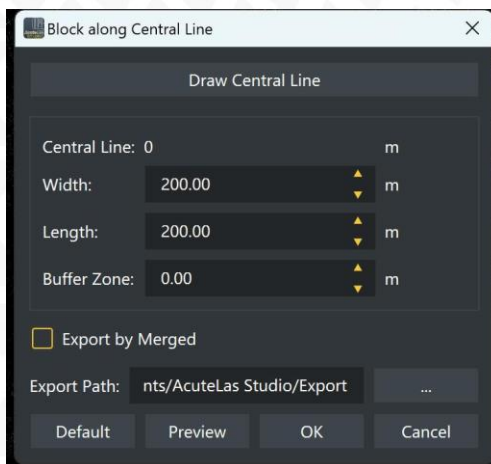 Block along Central Line
Draw Central Line
Central Line: 0 m
Width: 200.00 m
Length: 200.00 m
Buffer Zone: 0.00 m
Export by Merged
Export Path: nts/AcuteLas Studio/Export ...
Default Preview OK Cancel